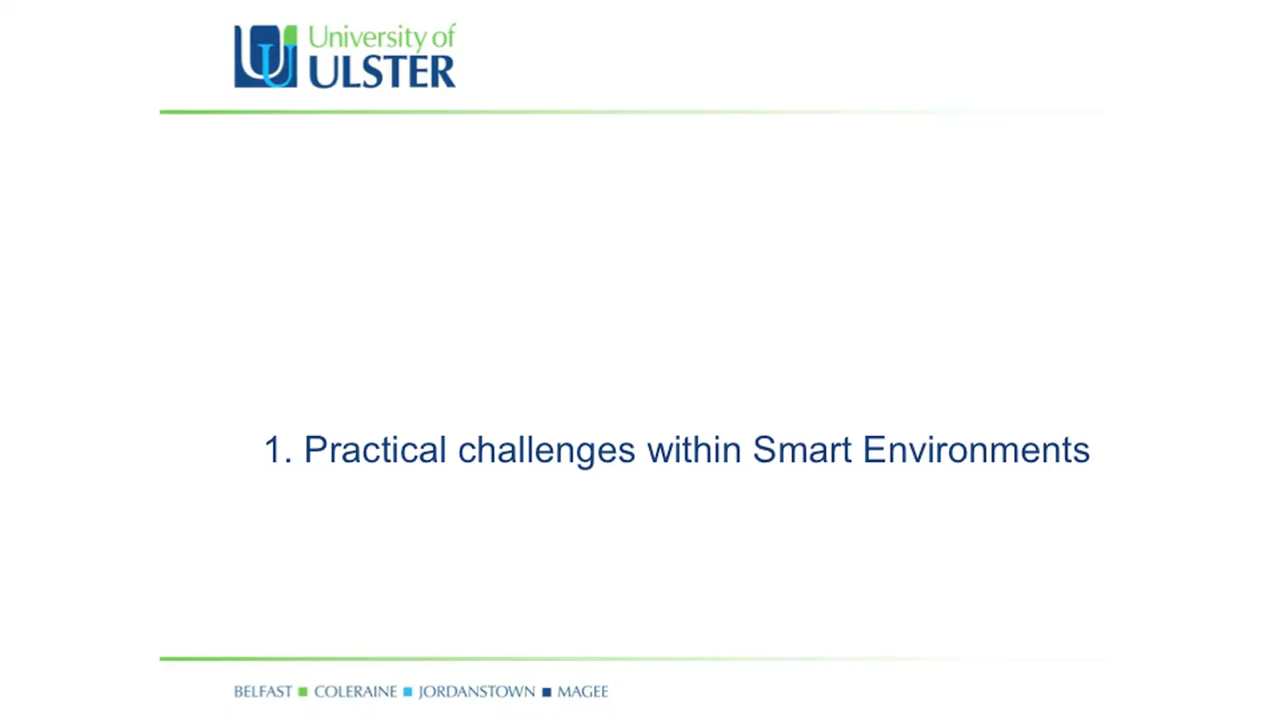 University of
ULSTER
1. Practical challenges within Smart Environments
BELFAST ■ COLERAINE ■ JORDANSTOWN ■ MAGEE